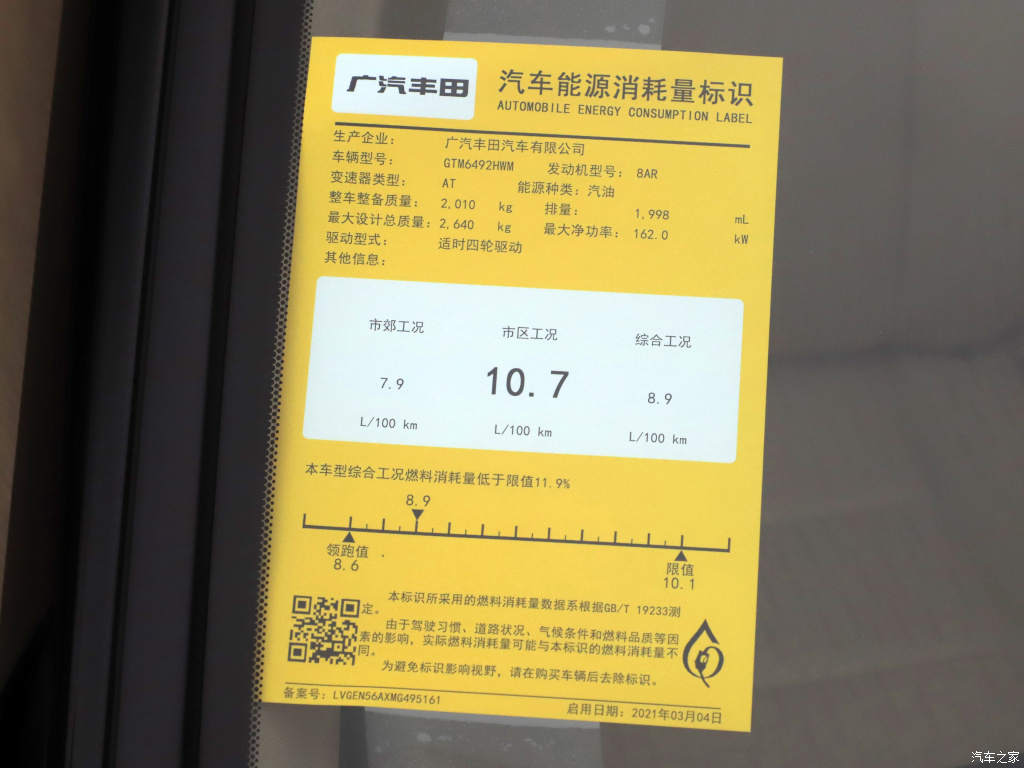 广汽丰田
汽车能源消耗量标识
AUTOMOBILE ENERGY CONSUMPTION LABEL
生产企业: 广汽丰田汽车有限公司
车辆型号: GTM6492HWM 发动机型号: 8AR
变速器类型: AT 能源种类: 汽油
整车整备质量: 2,010 kg 排量: 1,998 mL
最大设计总质量: 2,640 kg 最大净功率: 162.0 kW
驱动型式: 适时四轮驱动
其他信息:
市郊工况 市区工况 综合工况
7.9 10.7 8.9
L/100 km L/100 km L/100 km
本车型综合工况燃料消耗量低于限值11.9%
8.9
领跑值 限值
8.6 10.1
本标识所采用的燃料消耗量数据系根据GB/T 19233测
定。
由于驾驶习惯、道路状况、气候条件和燃料品质等因
素的影响,实际燃料消耗量可能与本标识的燃料消耗量不
同。
为避免标识影响视野,请在购买车辆后去除标识。
备案号: LVGEN56AXMG495161 启用日期: 2021年03月04日
汽车之家